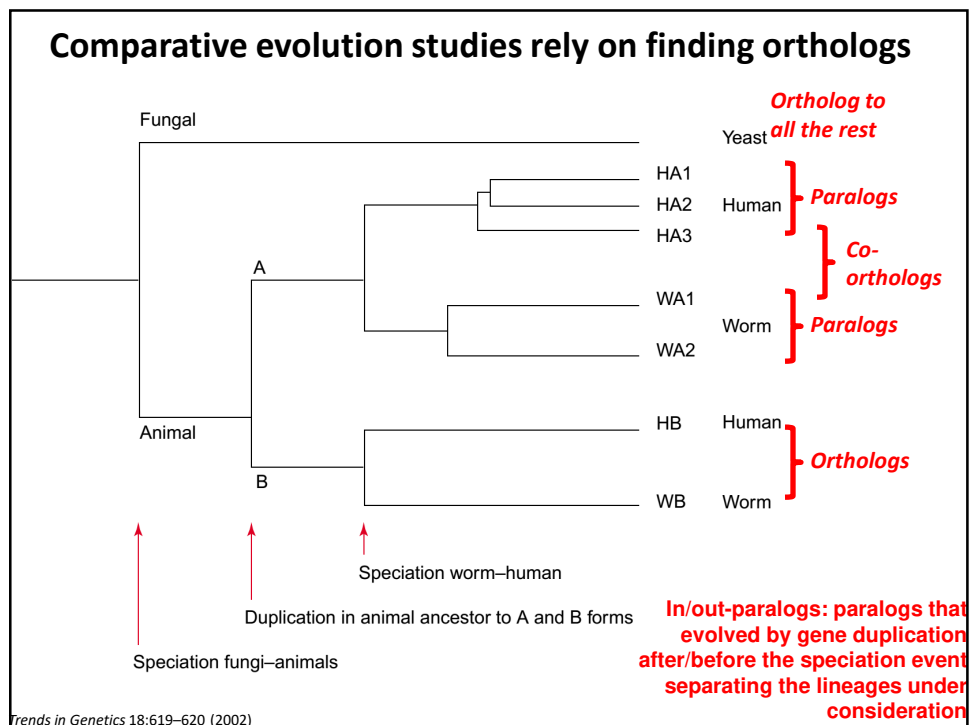 Comparative evolution studies rely on finding orthologs
Fungal
Yeast
Ortholog to
all the rest
HA1
HA2
Human
Paralogs
HA3
A
Co-
orthologs
WA1
Worm
Paralogs
WA2
Animal
HB
Human
Orthologs
B
WB
Worm
Speciation worm–human
Duplication in animal ancestor to A and B forms
Speciation fungi–animals
In/out-paralogs: paralogs that
evolved by gene duplication
after/before the speciation event
separating the lineages under
consideration
Trends in Genetics 18:619–620 (2002)